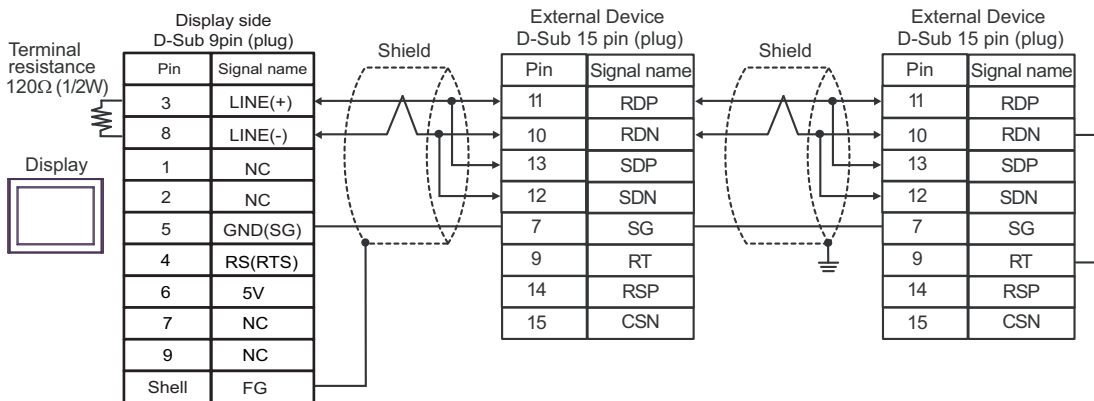 Display side
D-Sub 9pin (plug)
Terminal
resistance
120Ω (1/2W)
Display
Pin Signal name
3 LINE(+)
8 LINE(-)
1 NC
2 NC
5 GND(SG)
4 RS(RTS)
6 5V
7 NC
9 NC
Shell FG
Shield
External Device
D-Sub 15 pin (plug)
Pin Signal name
11 RDP
10 RDN
13 SDP
12 SDN
7 SG
9 RT
14 RSP
15 CSN
Shield
External Device
D-Sub 15 pin (plug)
Pin Signal name
11 RDP
10 RDN
13 SDP
12 SDN
7 SG
9 RT
14 RSP
15 CSN